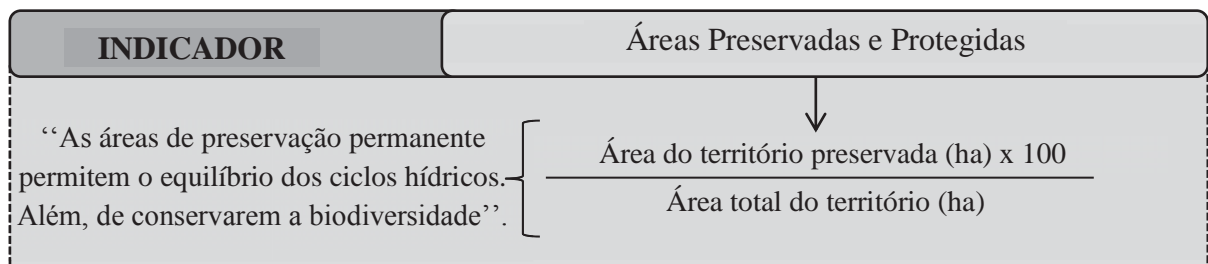 INDICADOR
Áreas Preservadas e Protegidas
‘‘As áreas de preservação permanente
permitem o equilíbrio dos ciclos hídricos.
Além, de conservarem a biodiversidade’’.
Área do território preservada (ha) x 100
Área total do território (ha)